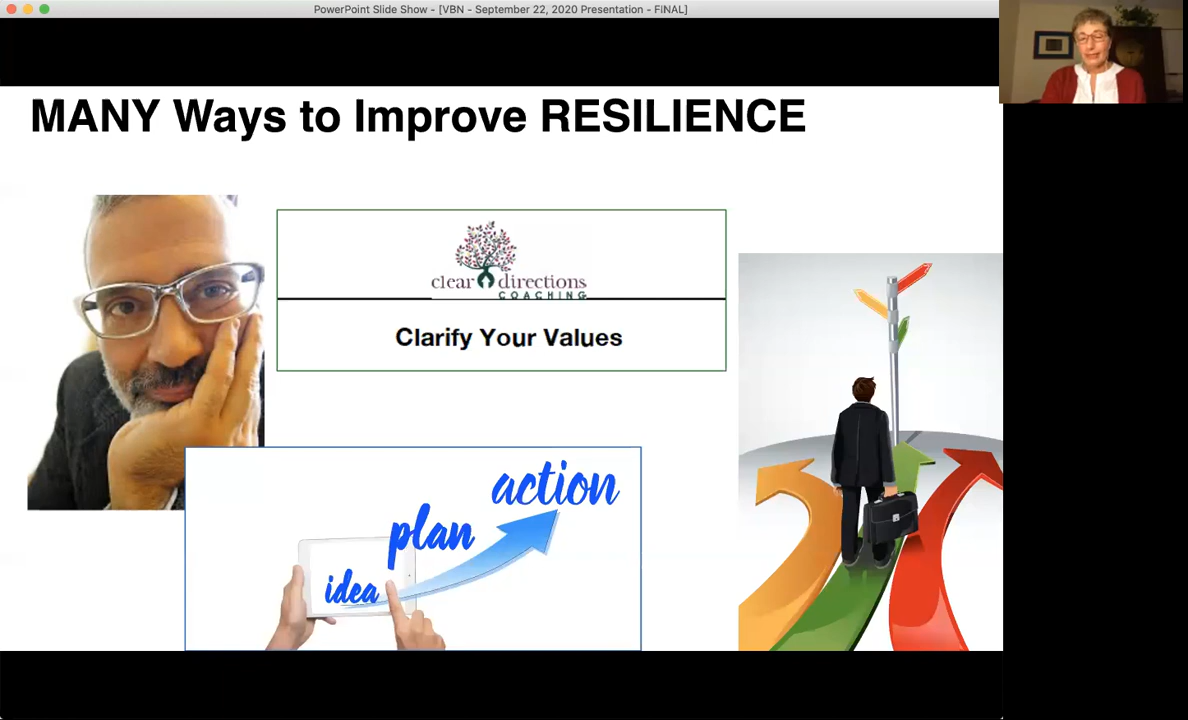 PowerPoint Slide Show - [VBN - September 22, 2020 Presentation - FiNAL]
MANY Ways to Improve RESILIENCE
clear directions
COACHING
Clarify Your Values
action
plan
idea